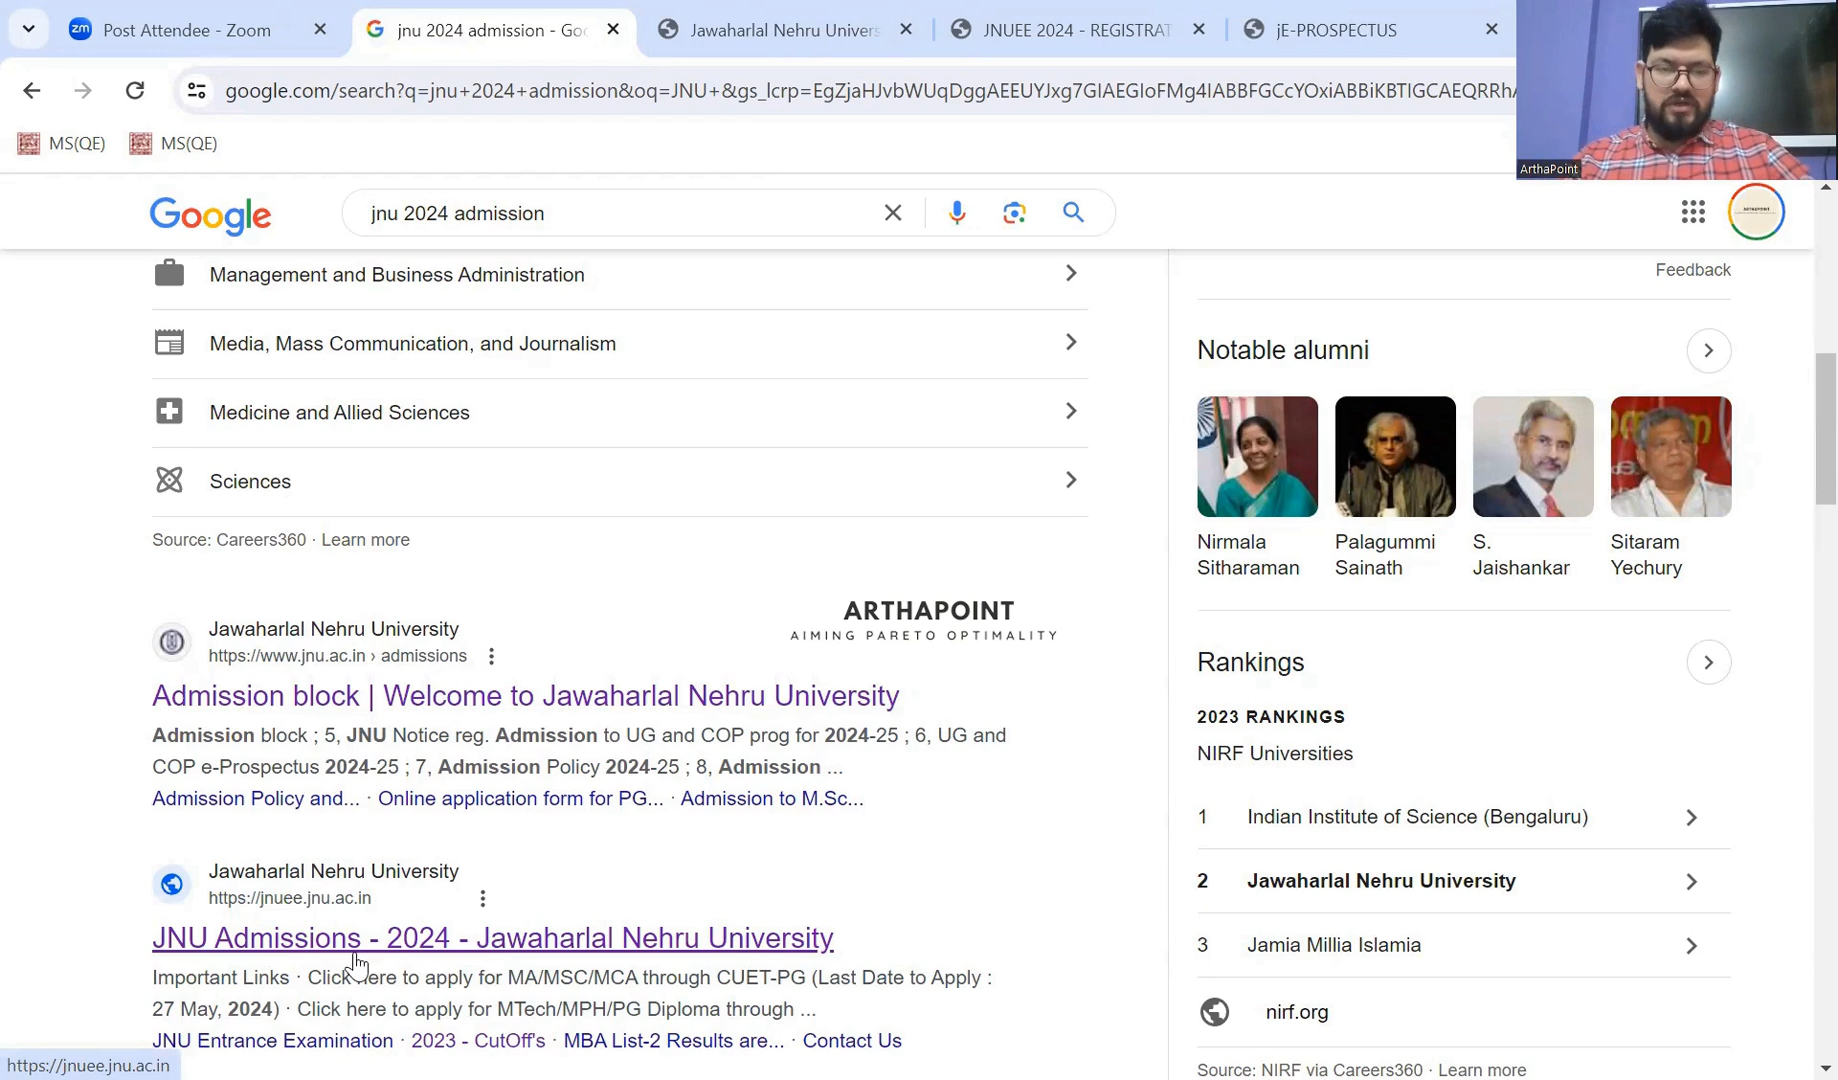 zm Post Attendee - Zoom
jnu 2024 admission - Goo
Jawaharlal Nehru Univers
JNUEE 2024 - REGISTRAT
jE-PROSPECTUS
google.com/search?q=jnu+2024+admission&oq=JNU+&gs_lcrp=EgZjaHJvbWUqDggAEEUYJxg7GIAEGIoFMg4IABBFGCcYOxiABBiKBTIGCAEQRRhA
MS(QE) MS(QE)
ArthaPoint
Google
jnu 2024 admission
Management and Business Administration
Media, Mass Communication, and Journalism
Medicine and Allied Sciences
Sciences
Source: Careers360 · Learn more
ARTHAPOINT
AIMING PARETO OPTIMALITY
Jawaharlal Nehru University
https://www.jnu.ac.in › admissions
Admission block | Welcome to Jawaharlal Nehru University
Admission block ; 5, JNU Notice reg. Admission to UG and COP prog for 2024-25 ; 6, UG and
COP e-Prospectus 2024-25 ; 7, Admission Policy 2024-25 ; 8, Admission ...
Admission Policy and... · Online application form for PG... · Admission to M.Sc...
Jawaharlal Nehru University
https://jnuee.jnu.ac.in
JNU Admissions - 2024 - Jawaharlal Nehru University
Important Links · Click here to apply for MA/MSC/MCA through CUET-PG (Last Date to Apply :
27 May, 2024) · Click here to apply for MTech/MPH/PG Diploma through ...
JNU Entrance Examination · 2023 - CutOff's · MBA List-2 Results are... · Contact Us
https://jnuee.jnu.ac.in
Feedback
Notable alumni
Nirmala
Sitharaman
Palagummi
Sainath
S.
Jaishankar
Sitaram
Yechury
Rankings
2023 RANKINGS
NIRF Universities
1 Indian Institute of Science (Bengaluru)
2 Jawaharlal Nehru University
3 Jamia Millia Islamia
nirf.org
Source: NIRF via Careers360 · Learn more